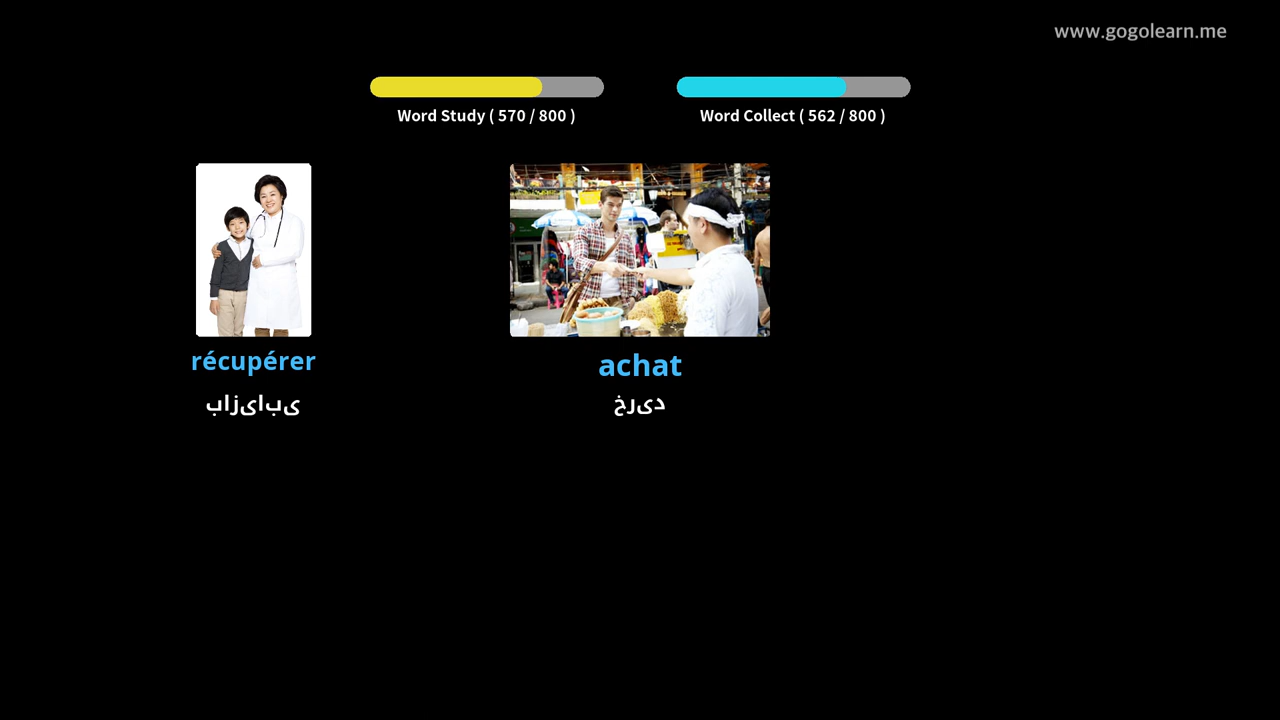 www.gogolearn.me
Word Study ( 570 / 800 )
Word Collect ( 562 / 800 )
récupérer
بازیابی
achat
خرید